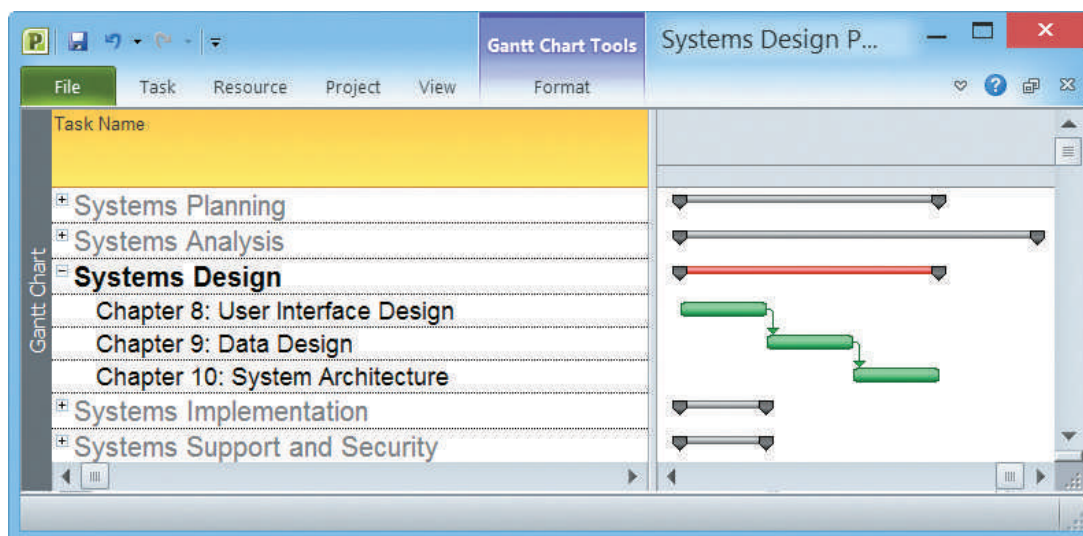 Gantt Chart Tools
Systems Design P...
File Task Resource Project View Format
Task Name
Gantt Chart
Systems Planning
Systems Analysis
Systems Design
Chapter 8: User Interface Design
Chapter 9: Data Design
Chapter 10: System Architecture
Systems Implementation
Systems Support and Security